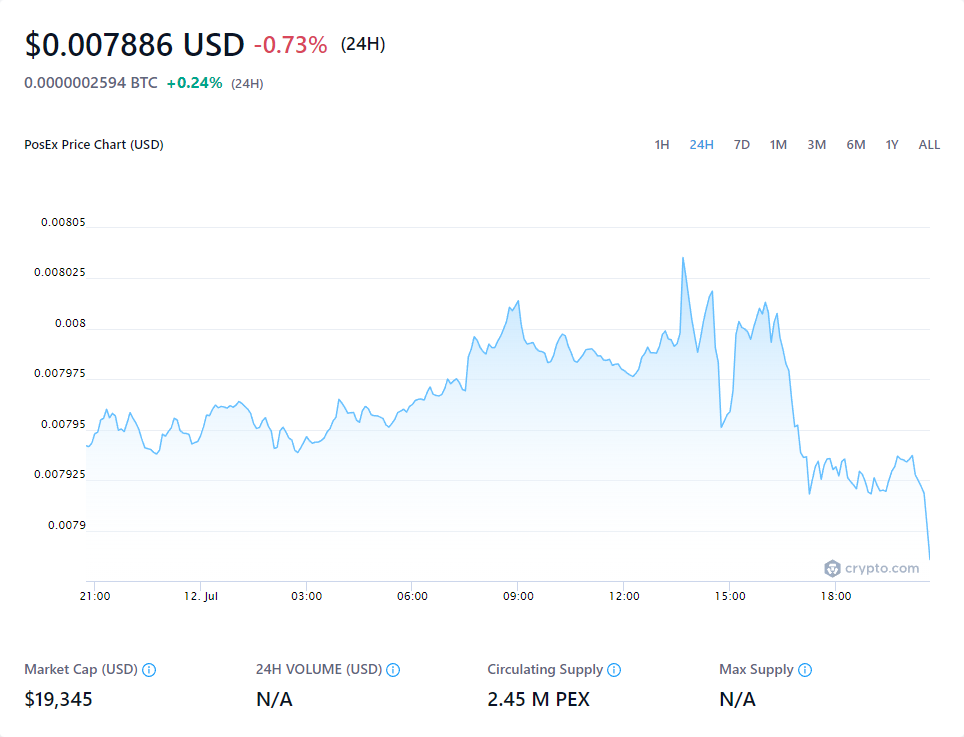 $0.007886 USD -0.73% (24H)
0.0000002594 BTC +0.24% (24H)
PosEx Price Chart (USD) 1H 24H 7D 1M 3M 6M 1Y ALL
0.00805
0.008025
0.008
0.007975
0.00795
0.007925
0.0079
crypto.com
21:00 12. Jul 03:00 06:00 09:00 12:00 15:00 18:00
Market Cap (USD) 24H VOLUME (USD) Circulating Supply Max Supply
$19,345 N/A 2.45 M PEX N/A